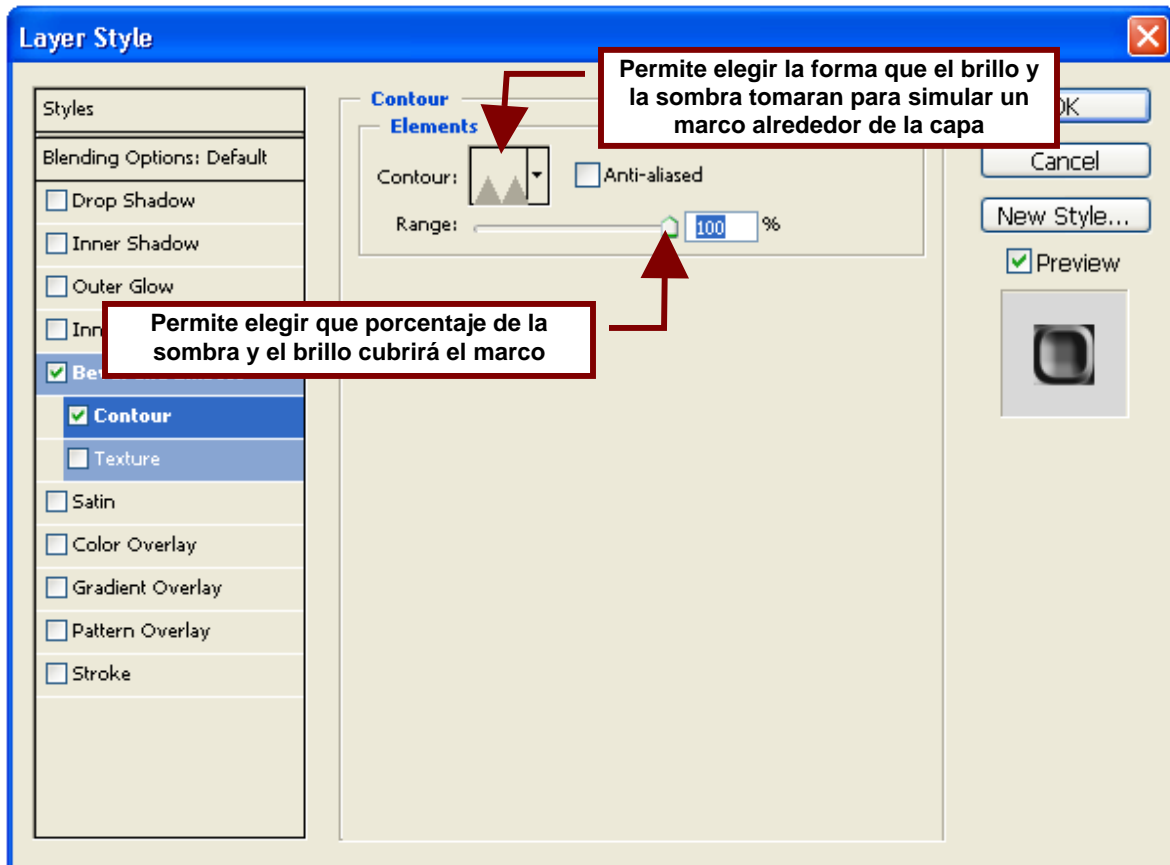 Layer Style
Styles
Blending Options: Default
Drop Shadow
Inner Shadow
Outer Glow
Contour
Texture
Satin
Color Overlay
Gradient Overlay
Pattern Overlay
Stroke
Contour
Elements
Contour:
Anti-aliased
Range:
100
%
Permite elegir la forma que el brillo y
la sombra tomaran para simular un
marco alrededor de la capa
Permite elegir que porcentaje de la
sombra y el brillo cubrirá el marco
Cancel
New Style...
Preview